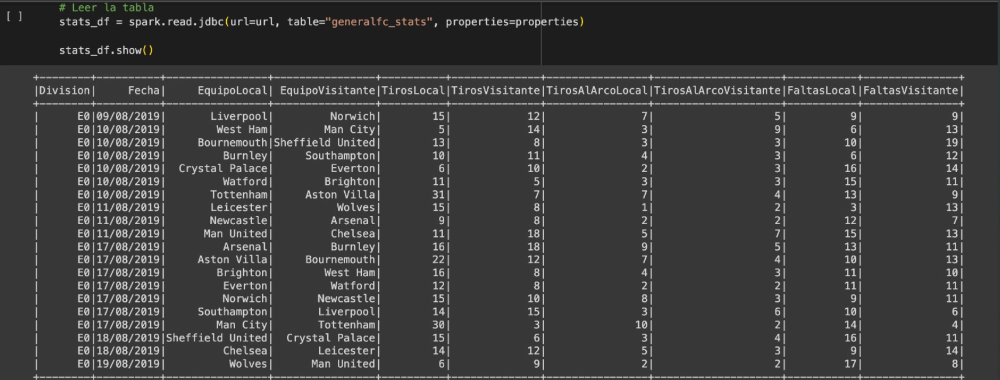 # Leer la tabla
[ ] stats_df = spark.read.jdbc(url=url, table="generalfc_stats", properties=properties)
stats_df.show()
+--------+----------+----------------+----------------+----------+--------------+----------------+--------------------+-----------+---------------+
|Division|     Fecha|     EquipoLocal| EquipoVisitante|TirosLocal|TirosVisitante|TirosAlArcoLocal|TirosAlArcoVisitante|FaltasLocal|FaltasVisitante|
+--------+----------+----------------+----------------+----------+--------------+----------------+--------------------+-----------+---------------+
|      E0|09/08/2019|       Liverpool|         Norwich|        15|            12|               7|                   5|          9|              9|
|      E0|10/08/2019|        West Ham|        Man City|         5|            14|               3|                   9|          6|             13|
|      E0|10/08/2019|     Bournemouth|Sheffield United|        13|             8|               3|                   3|         10|             19|
|      E0|10/08/2019|         Burnley|     Southampton|        10|            11|               4|                   3|          6|             12|
|      E0|10/08/2019|  Crystal Palace|         Everton|         6|            10|               2|                   3|         16|             14|
|      E0|10/08/2019|         Watford|        Brighton|        11|             5|               3|                   3|         15|             11|
|      E0|10/08/2019|       Tottenham|     Aston Villa|        31|             7|               7|                   4|         13|              9|
|      E0|11/08/2019|       Leicester|          Wolves|        15|             8|               1|                   2|          3|             13|
|      E0|11/08/2019|       Newcastle|         Arsenal|         9|             8|               2|                   2|         12|              7|
|      E0|11/08/2019|      Man United|         Chelsea|        11|            18|               5|                   7|         15|             13|
|      E0|17/08/2019|         Arsenal|         Burnley|        16|            18|               9|                   5|         13|             11|
|      E0|17/08/2019|     Aston Villa|     Bournemouth|        22|            12|               7|                   4|         10|             13|
|      E0|17/08/2019|        Brighton|        West Ham|        16|             8|               4|                   3|         11|             10|
|      E0|17/08/2019|         Everton|         Watford|        12|             8|               2|                   2|         11|             11|
|      E0|17/08/2019|         Norwich|       Newcastle|        15|            10|               8|                   3|          9|             11|
|      E0|17/08/2019|     Southampton|       Liverpool|        14|            15|               3|                   6|         10|              6|
|      E0|17/08/2019|        Man City|       Tottenham|        30|             3|              10|                   2|         14|              4|
|      E0|18/08/2019|Sheffield United|  Crystal Palace|        15|             6|               3|                   4|         16|             11|
|      E0|18/08/2019|         Chelsea|       Leicester|        14|            12|               5|                   3|          9|             14|
|      E0|19/08/2019|          Wolves|      Man United|         6|             9|               2|                   2|         17|              8|
+--------+----------+----------------+----------------+----------+--------------+----------------+--------------------+-----------+---------------+